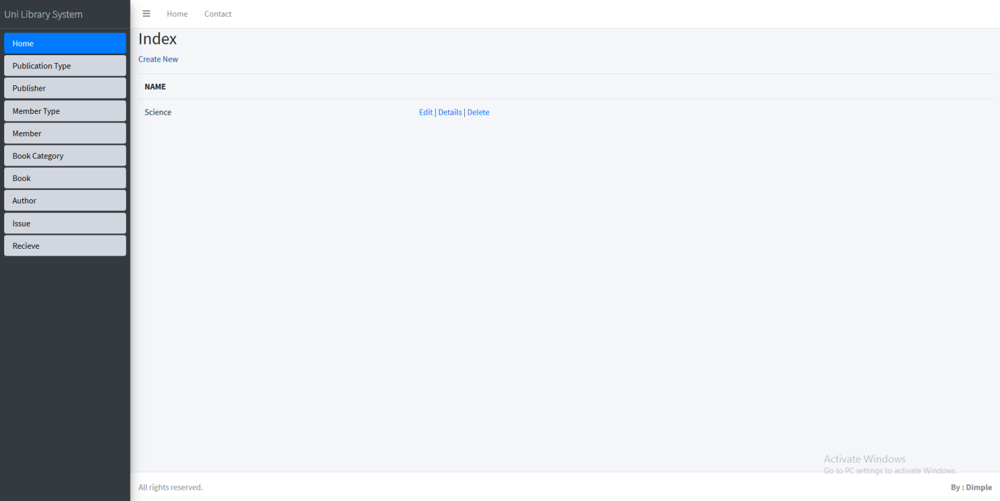 Uni Library System
Home Contact
Home
Publication Type
Publisher
Member Type
Member
Book Category
Book
Author
Issue
Recieve
Index
Create New
NAME
Science Edit | Details | Delete
Activate Windows
Go to PC settings to activate Windows.
All rights reserved. By : Dimple